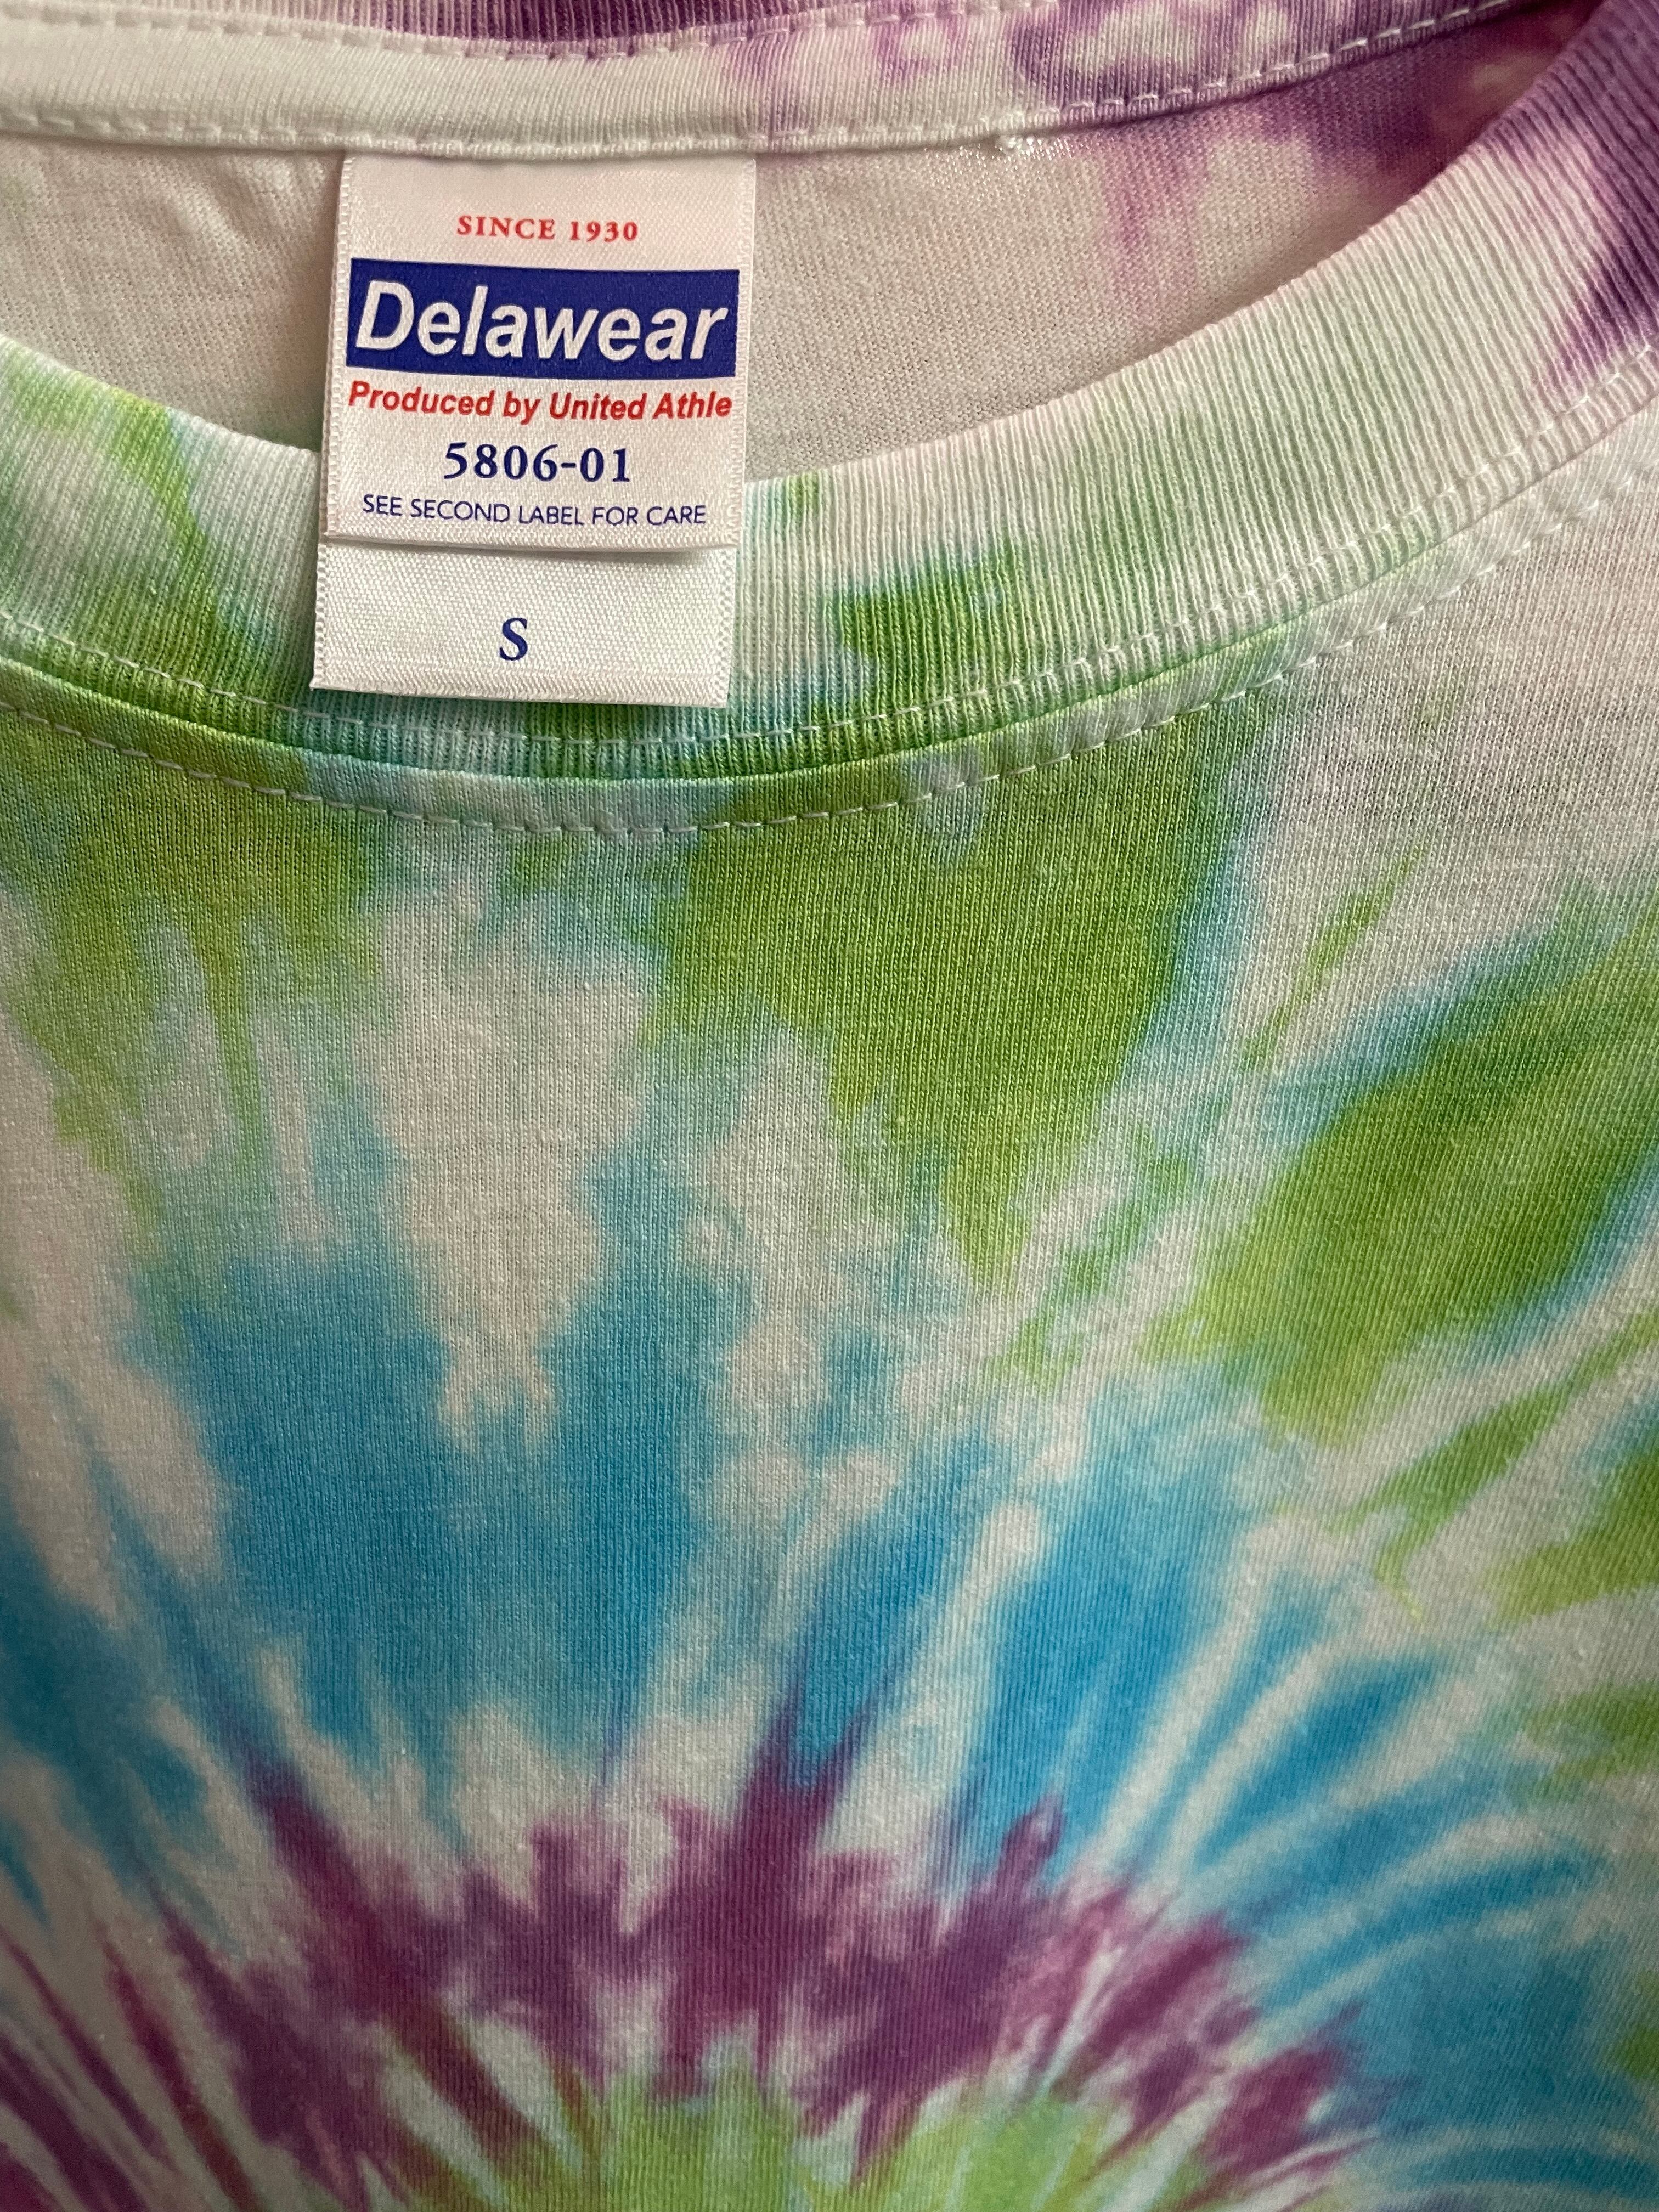 SINCE 1930
Delawear
Produced by United Athle
5806-01
SEE SECOND LABEL FOR CARE
S